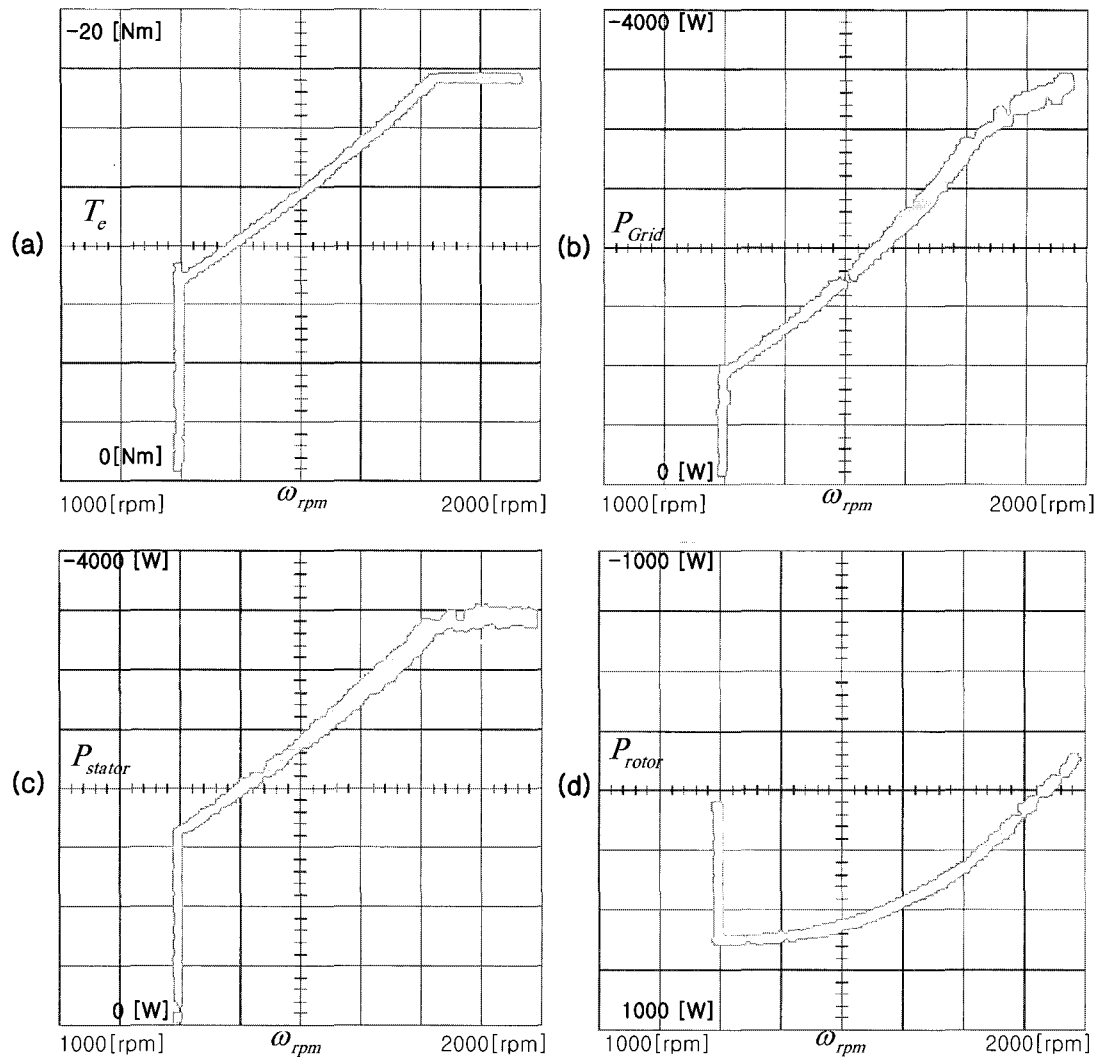 -20 [Nm]
T_e
(a)
0[Nm]
1000[rpm] ω_rpm 2000[rpm]
-4000 [W]
P_Grid
(b)
0 [W]
1000[rpm] ω_rpm 2000[rpm]
-4000 [W]
P_stator
(c)
0 [W]
1000[rpm] ω_rpm 2000[rpm]
-1000 [W]
P_rotor
(d)
1000 [W]
1000[rpm] ω_rpm 2000[rpm]